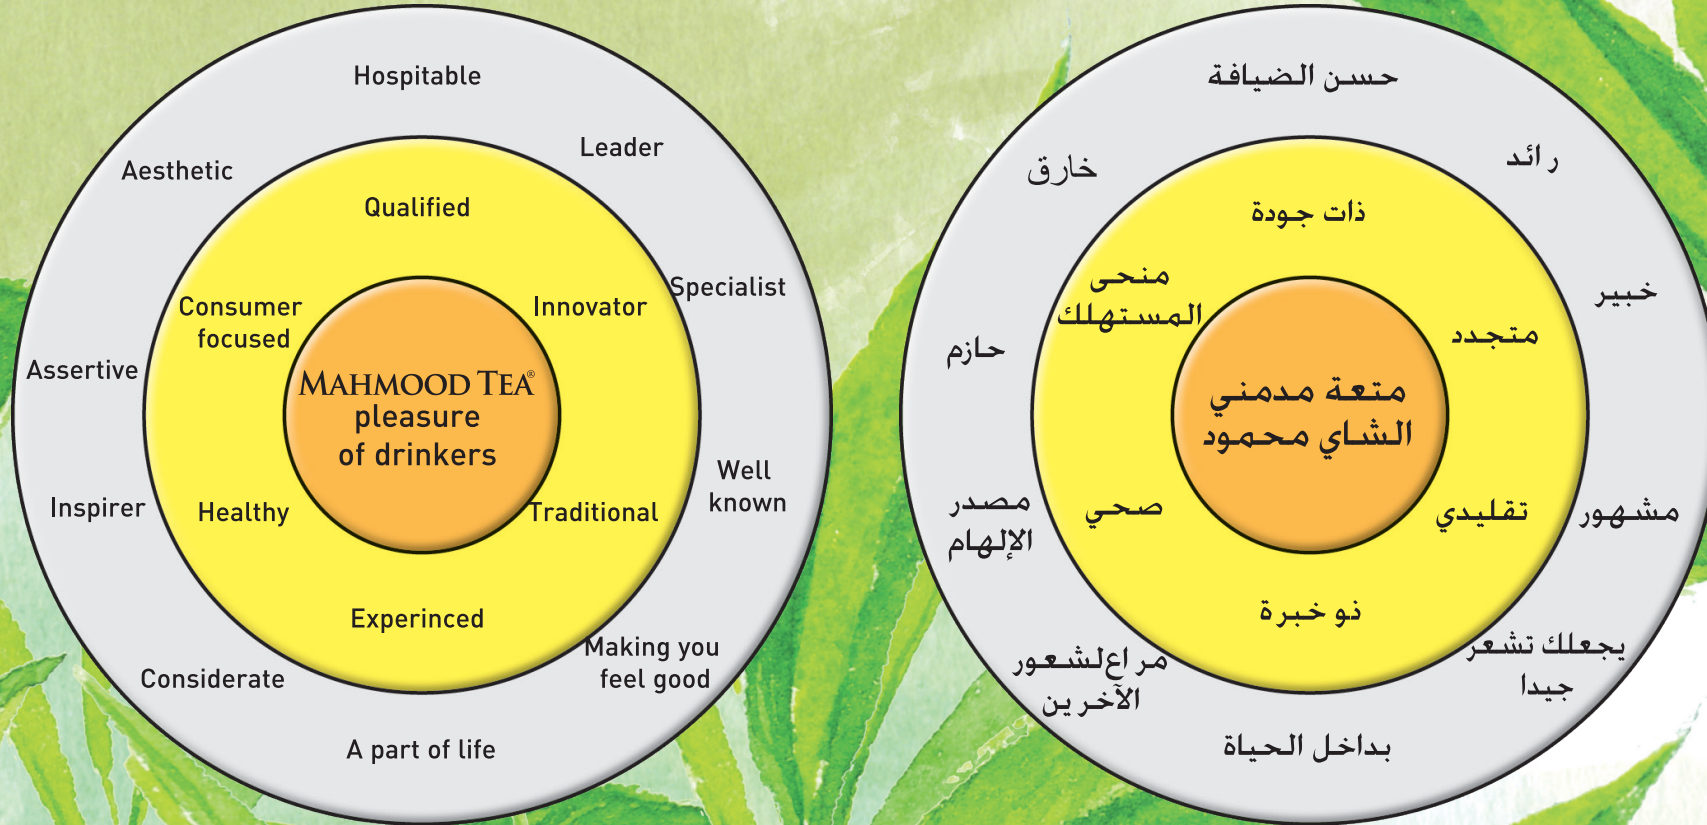 Hospitable
Leader
Aesthetic
Qualified
Specialist
Consumer
focused
Innovator
Assertive
MAHMOOD TEA®
pleasure
of drinkers
Well
known
Inspirer
Healthy
Traditional
Experinced
Making you
feel good
Considerate
A part of life
حسن الضيافة
رائد
خارق
ذات جودة
خبير
منحى
المستهلك
متجدد
حازم
متعة مدمني
الشاي محمود
مشهور
مصدر
الإلهام
صحي
تقليدي
ذو خبرة
يجعلك تشعر
جيدا
مراع لشعور
الآخرين
بداخل الحياة